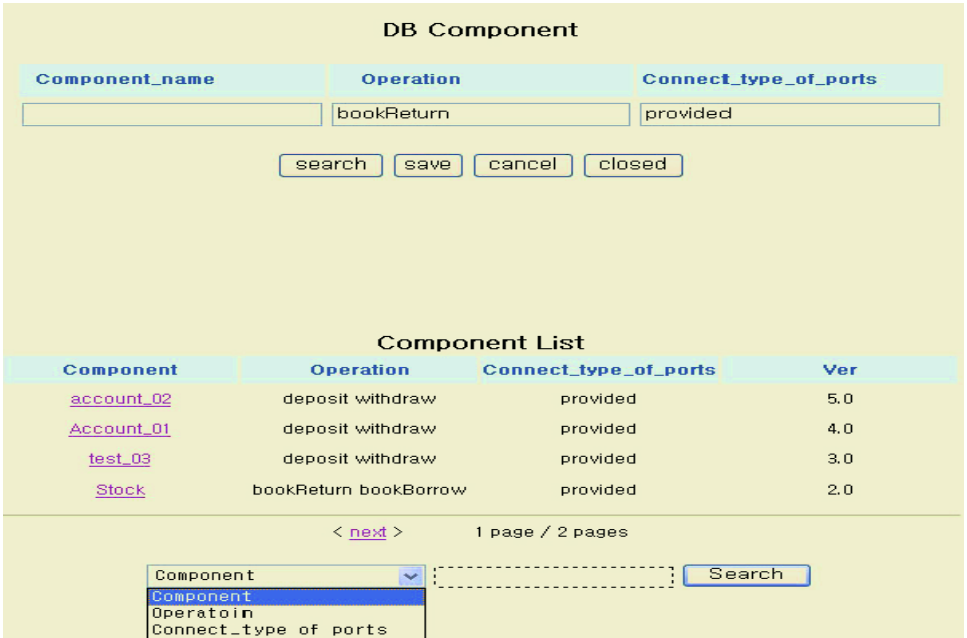 DB Component
Component_name Operation Connect_type_of_ports
bookReturn provided
search save cancel closed
Component List
Component Operation Connect_type_of_ports Ver
account_02 deposit withdraw provided 5.0
Account_01 deposit withdraw provided 4.0
test_03 deposit withdraw provided 3.0
Stock bookReturn bookBorrow provided 2.0
< next > 1 page / 2 pages
Component Search
Component
Operatoin
Connect_type of ports